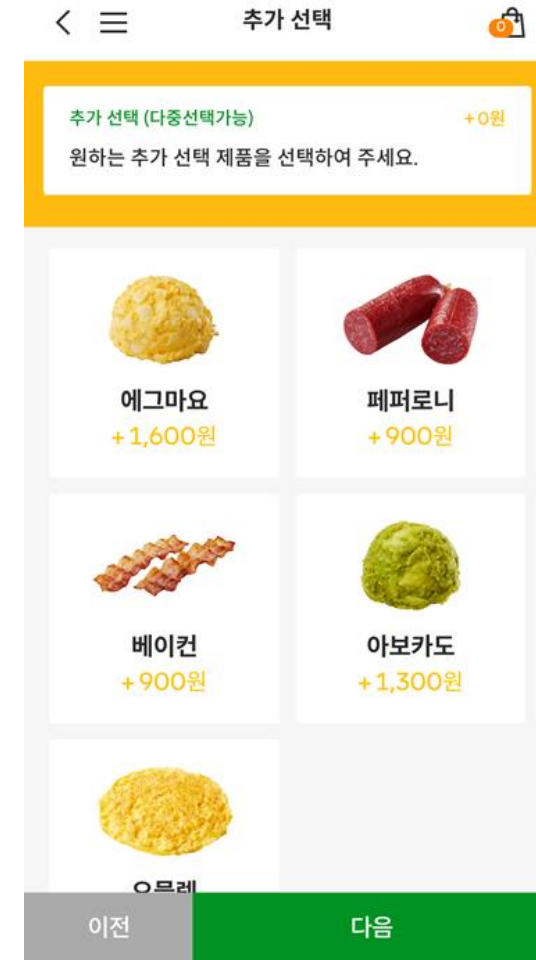 추가 선택
0
추가 선택 (다중선택가능) +0원
원하는 추가 선택 제품을 선택하여 주세요.
에그마요
+1,600원
페퍼로니
+900원
베이컨
+900원
아보카도
+1,300원
오믈렛
이전
다음